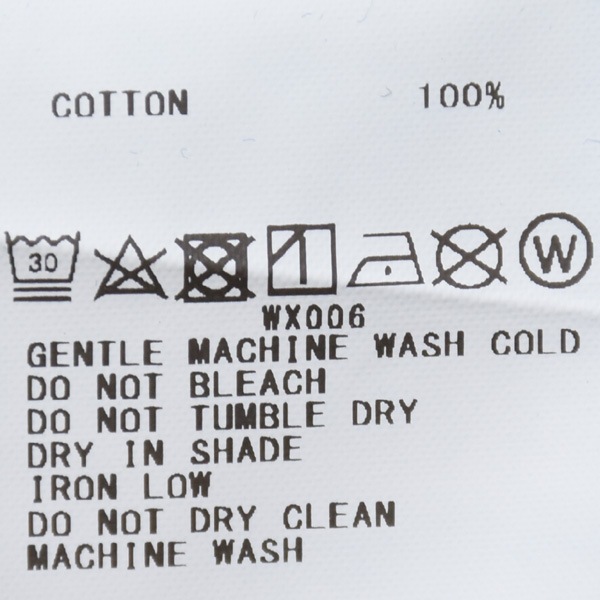 COTTON 100%
30 W
WX006
GENTLE MACHINE WASH COLD
DO NOT BLEACH
DO NOT TUMBLE DRY
DRY IN SHADE
IRON LOW
DO NOT DRY CLEAN
MACHINE WASH